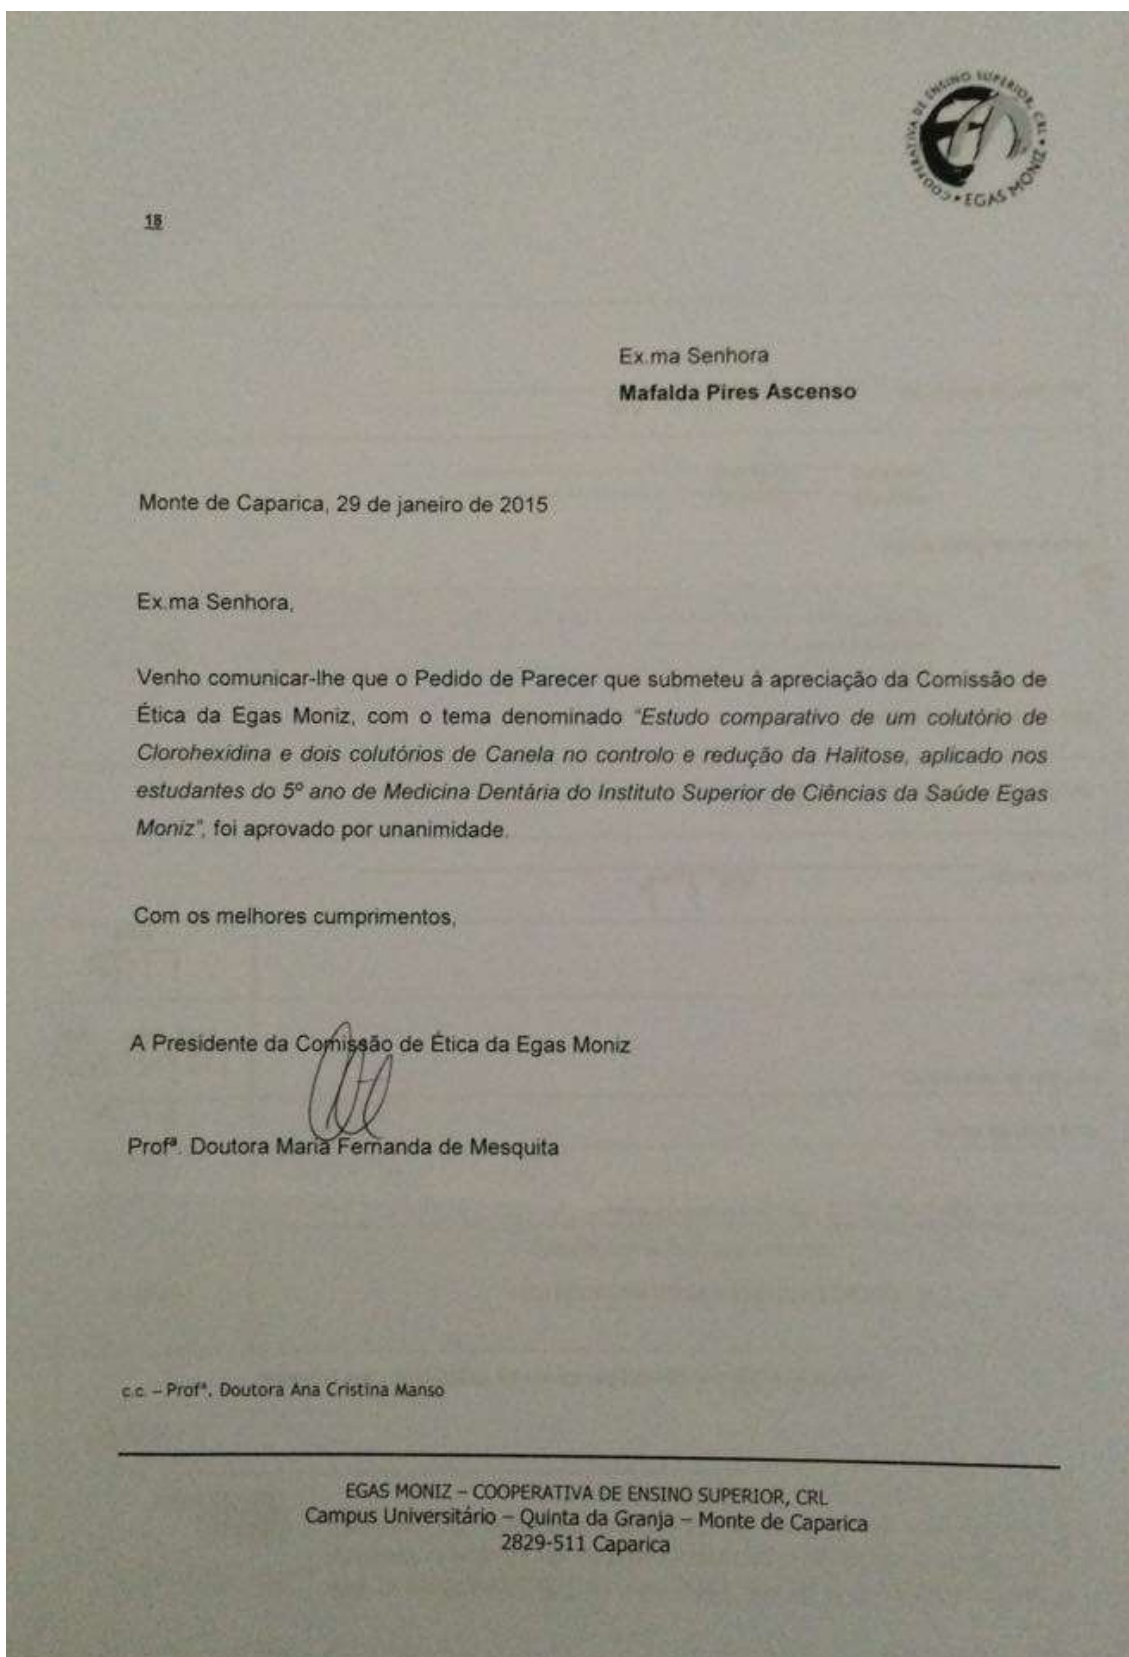 COOPERATIVA DE ENSINO SUPERIOR, CRL • EGAS MONIZ •
18
Ex.ma Senhora
Mafalda Pires Ascenso
Monte de Caparica, 29 de janeiro de 2015
Ex.ma Senhora,
Venho comunicar-lhe que o Pedido de Parecer que submeteu à apreciação da Comissão de
Ética da Egas Moniz, com o tema denominado “Estudo comparativo de um colutório de
Clorohexidina e dois colutórios de Canela no controlo e redução da Halitose, aplicado nos
estudantes do 5º ano de Medicina Dentária do Instituto Superior de Ciências da Saúde Egas
Moniz”, foi aprovado por unanimidade.
Com os melhores cumprimentos,
A Presidente da Comissão de Ética da Egas Moniz
Profª. Doutora Maria Fernanda de Mesquita
c.c. – Profª. Doutora Ana Cristina Manso
EGAS MONIZ – COOPERATIVA DE ENSINO SUPERIOR, CRL
Campus Universitário – Quinta da Granja – Monte de Caparica
2829-511 Caparica